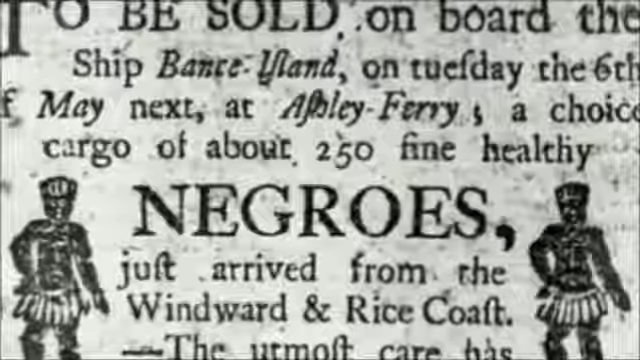 TO BE SOLD, on board the
Ship Bance-Iſland, on tueſday the 6th
of May next, at Aſhley-Ferry; a choice
cargo of about 250 fine healthy
NEGROES,
juſt arrived from the
Windward & Rice Coaſt.
—The utmoſt care has